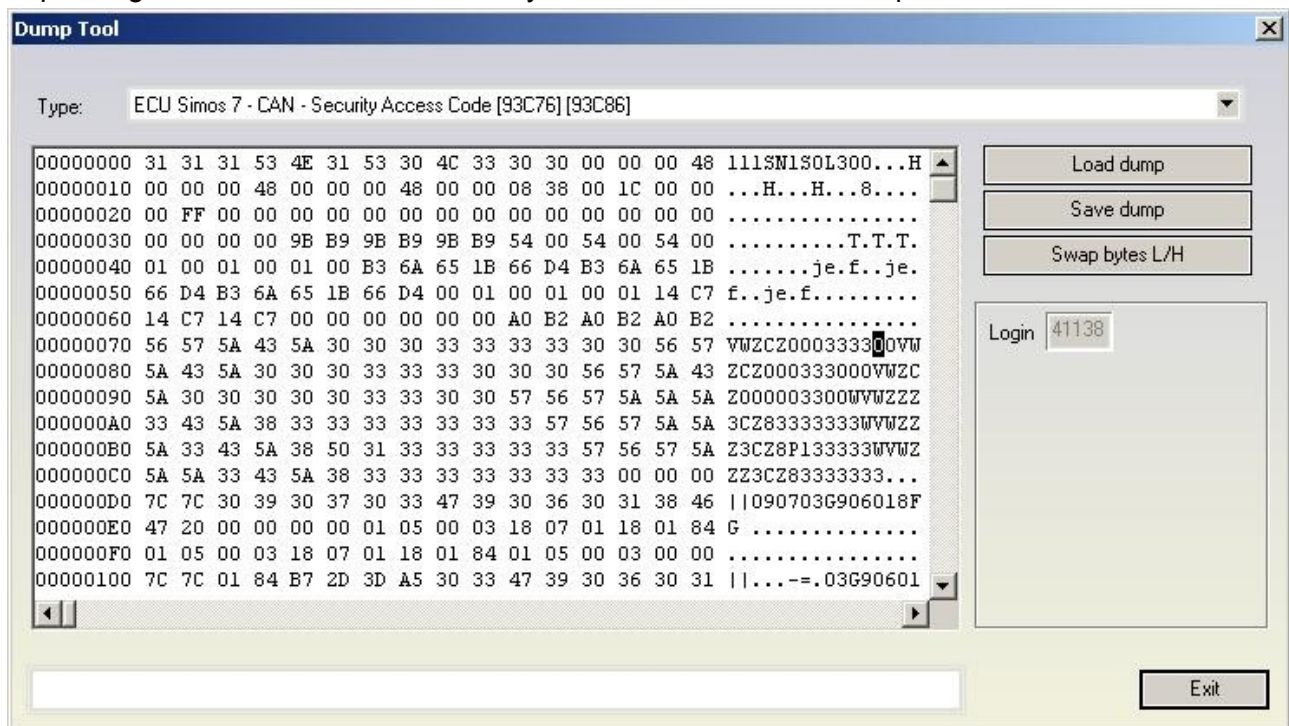 Dump Tool
Type: ECU Simos 7 - CAN - Security Access Code [93C76] [93C86]
00000000 31 31 31 53 4E 31 53 30 4C 33 30 30 00 00 00 48 111SN1S0L300...H
00000010 00 00 00 48 00 00 00 48 00 00 08 38 00 1C 00 00 ...H...H...8....
00000020 00 FF 00 00 00 00 00 00 00 00 00 00 00 00 00 00 ................
00000030 00 00 00 00 9B B9 9B B9 9B B9 54 00 54 00 54 00 ..........T.T.T.
00000040 01 00 01 00 01 00 B3 6A 65 1B 66 D4 B3 6A 65 1B .......je.f..je.
00000050 66 D4 B3 6A 65 1B 66 D4 00 01 00 01 00 01 14 C7 f..je.f.........
00000060 14 C7 14 C7 00 00 00 00 00 00 A0 B2 A0 B2 A0 B2 ................
00000070 56 57 5A 43 5A 30 30 30 33 33 33 33 30 30 56 57 VWZCZ000333300VW
00000080 5A 43 5A 30 30 30 33 33 33 30 30 30 56 57 5A 43 ZCZ000333000VWZC
00000090 5A 30 30 30 30 30 33 33 30 30 57 56 57 5A 5A 5A Z000003300WVWZZZ
000000A0 33 43 5A 38 33 33 33 33 33 33 33 57 56 57 5A 5A 3CZ83333333WVWZZ
000000B0 5A 33 43 5A 38 50 31 33 33 33 33 33 57 56 57 5A Z3CZ8P133333WVWZ
000000C0 5A 5A 33 43 5A 38 33 33 33 33 33 33 33 00 00 00 ZZ3CZ83333333...
000000D0 7C 7C 30 39 30 37 30 33 47 39 30 36 30 31 38 46 ||090703G906018F
000000E0 47 20 00 00 00 00 01 05 00 03 18 07 01 18 01 84 G ..............
000000F0 01 05 00 03 18 07 01 18 01 84 01 05 00 03 00 00 ................
00000100 7C 7C 01 84 B7 2D 3D A5 30 33 47 39 30 36 30 31 ||...-=.03G90601
Load dump
Save dump
Swap bytes L/H
Login 41138
Exit